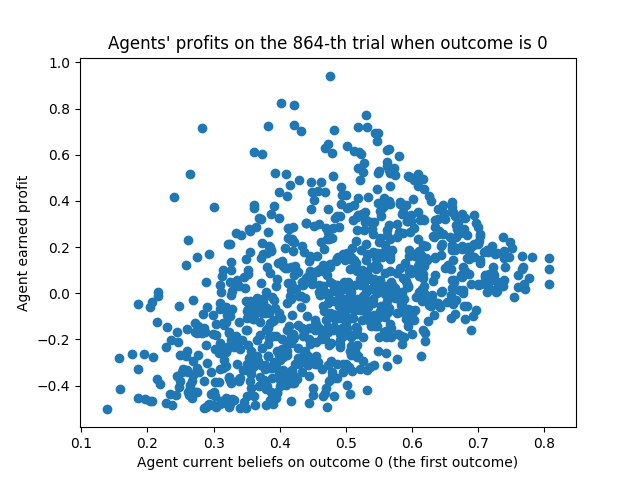 Agents' profits on the 864-th trial when outcome is 0
1.0
0.8
0.6
0.4
0.2
0.0
−0.2
−0.4
Agent earned profit
0.1 0.2 0.3 0.4 0.5 0.6 0.7 0.8
Agent current beliefs on outcome 0 (the first outcome)